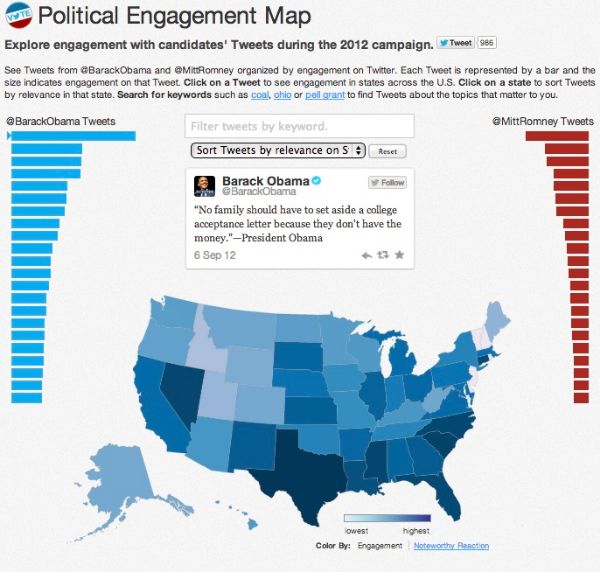 VOTE
Political Engagement Map
Explore engagement with candidates' Tweets during the 2012 campaign. Tweet 986
See Tweets from @BarackObama and @MittRomney organized by engagement on Twitter. Each Tweet is represented by a bar and the
size indicates engagement on that Tweet. Click on a Tweet to see engagement in states across the U.S. Click on a state to sort Tweets
by relevance in that state. Search for keywords such as coal, ohio or pell grant to find Tweets about the topics that matter to you.
@BarackObama Tweets
@MittRomney Tweets
Filter tweets by keyword.
Sort Tweets by relevance on S Reset
Barack Obama
@BarackObama
Follow
“No family should have to set aside a college
acceptance letter because they don't have the
money.”—President Obama
6 Sep 12
lowest highest
Color By: Engagement Noteworthy Reaction